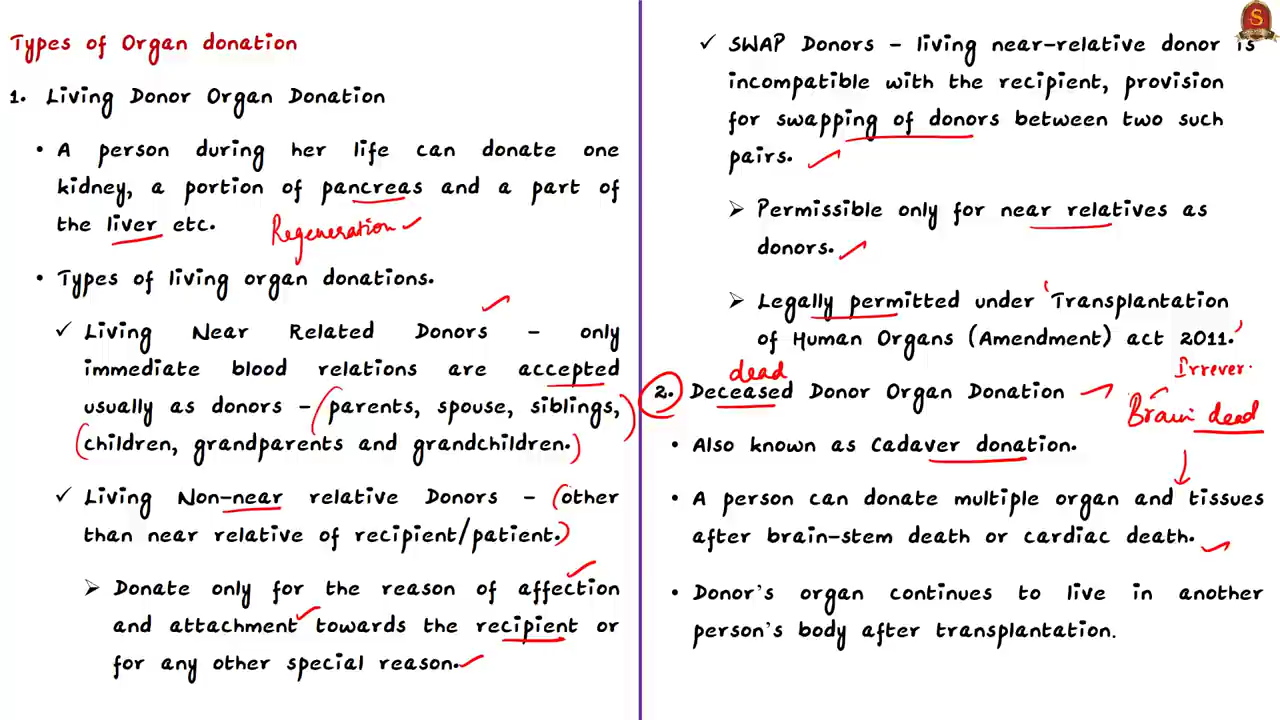 Types of Organ donation
1. Living Donor Organ Donation
• A person during her life can donate one
kidney, a portion of pancreas and a part of
the liver etc.
Regeneration
• Types of living organ donations.
✓ Living Near Related Donors - only
immediate blood relations are accepted
usually as donors - (parents, spouse, siblings,)
(children, grandparents and grandchildren.)
✓ Living Non-near relative Donors - (other
than near relative of recipient/patient.)
➢ Donate only for the reason of affection
and attachment towards the recipient or
for any other special reason.
S
✓ SWAP Donors - living near-relative donor is
incompatible with the recipient, provision
for swapping of donors between two such
pairs.
➢ Permissible only for near relatives as
donors.
➢ Legally permitted under 'Transplantation
of Human Organs (Amendment) act 2011.'
dead
Irrever.
2. Deceased Donor Organ Donation
Brain dead
• Also known as Cadaver donation.
• A person can donate multiple organ and tissues
after brain-stem death or cardiac death.
• Donor's organ continues to live in another
person's body after transplantation.